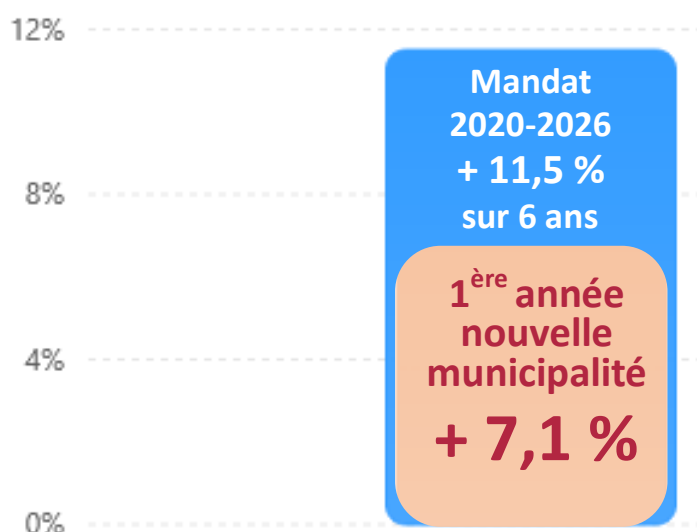 12%
Mandat
2020-2026
+ 11,5 %
8%
sur 6 ans
1ère année
nouvelle
4%
municipalité
+ 7,1 %
0%